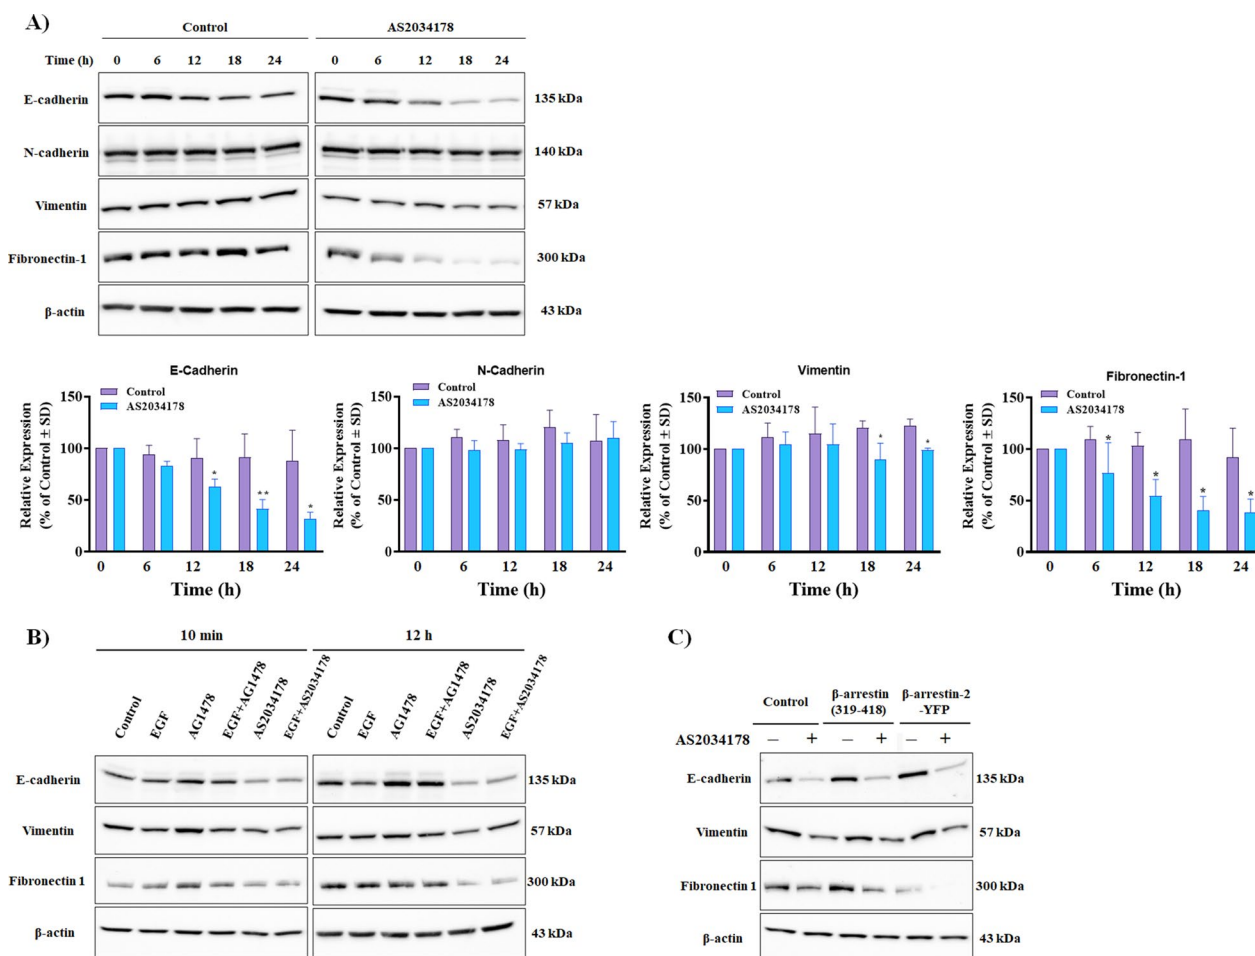 A)
Control AS2034178
Time (h) 0 6 12 18 24 0 6 12 18 24
E-cadherin 135 kDa
N-cadherin 140 kDa
Vimentin 57 kDa
Fibronectin-1 300 kDa
β-actin 43 kDa
E-Cadherin
Relative Expression
(% of Control ± SD)
150
100
50
0
Control
AS2034178
* ** *
0 6 12 18 24
Time (h)
N-Cadherin
Relative Expression
(% of Control ± SD)
150
100
50
0
Control
AS2034178
0 6 12 18 24
Time (h)
Vimentin
Relative Expression
(% of Control ± SD)
150
100
50
0
Control
AS2034178
* *
0 6 12 18 24
Time (h)
Fibronectin-1
Relative Expression
(% of Control ± SD)
150
100
50
0
Control
AS2034178
* * * *
0 6 12 18 24
Time (h)
B)
10 min 12 h
Control EGF AG1478 EGF+AG1478 AS2034178 EGF+AS2034178 Control EGF AG1478 EGF+AG1478 AS2034178 EGF+AS2034178
E-cadherin 135 kDa
Vimentin 57 kDa
Fibronectin 1 300 kDa
β-actin 43 kDa
C)
Control β-arrestin β-arrestin-2
(319-418) -YFP
AS2034178 — + — + — +
E-cadherin 135 kDa
Vimentin 57 kDa
Fibronectin 1 300 kDa
β-actin 43 kDa